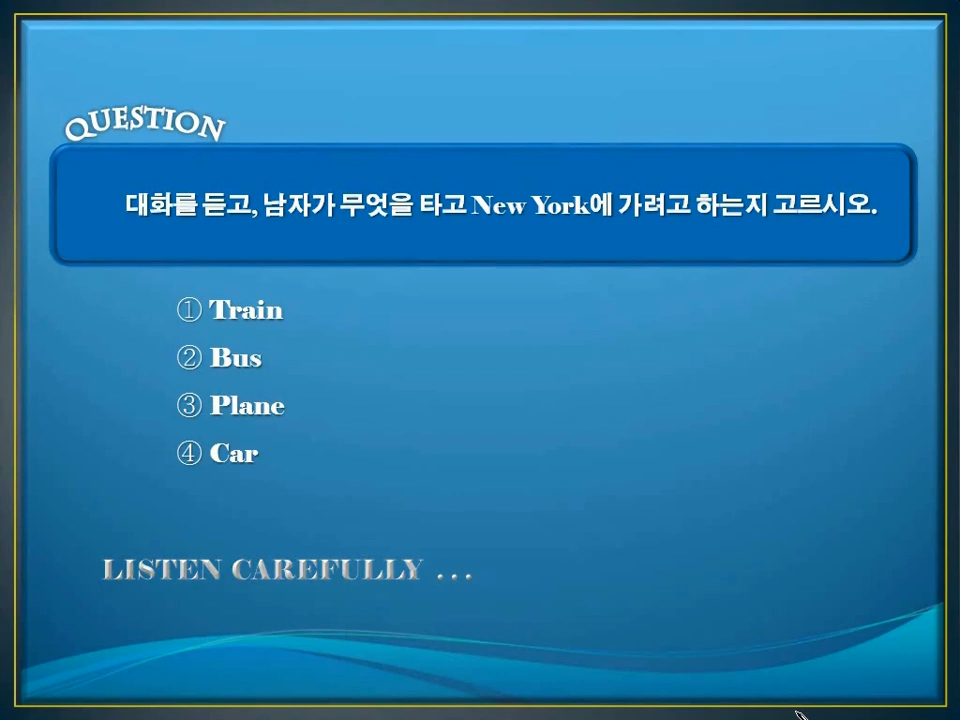 QUESTION
대화를 듣고, 남자가 무엇을 타고 New York에 가려고 하는지 고르시오.
① Train
② Bus
③ Plane
④ Car
LISTEN CAREFULLY ...